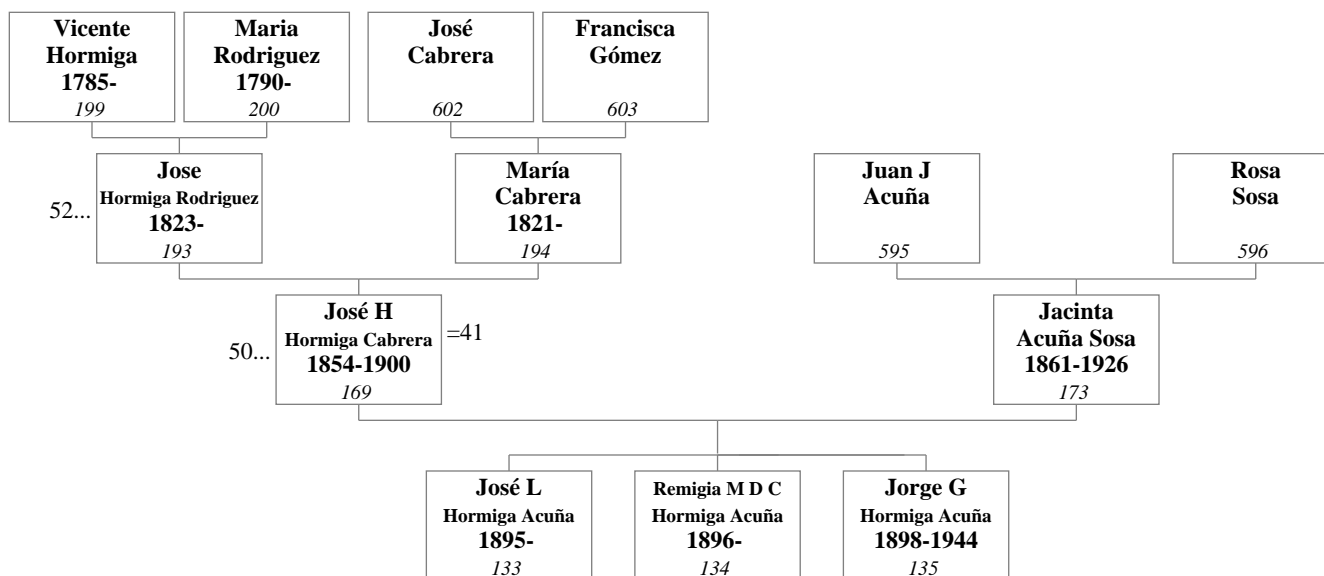 Vicente
Hormiga
1785-
199
Maria
Rodriguez
1790-
200
José
Cabrera
602
Francisca
Gómez
603
52...
Jose
Hormiga Rodriguez
1823-
193
María
Cabrera
1821-
194
Juan J
Acuña
595
Rosa
Sosa
596
50...
José H
Hormiga Cabrera
1854-1900
169
=41
Jacinta
Acuña Sosa
1861-1926
173
José L
Hormiga Acuña
1895-
133
Remigia M D C
Hormiga Acuña
1896-
134
Jorge G
Hormiga Acuña
1898-1944
135